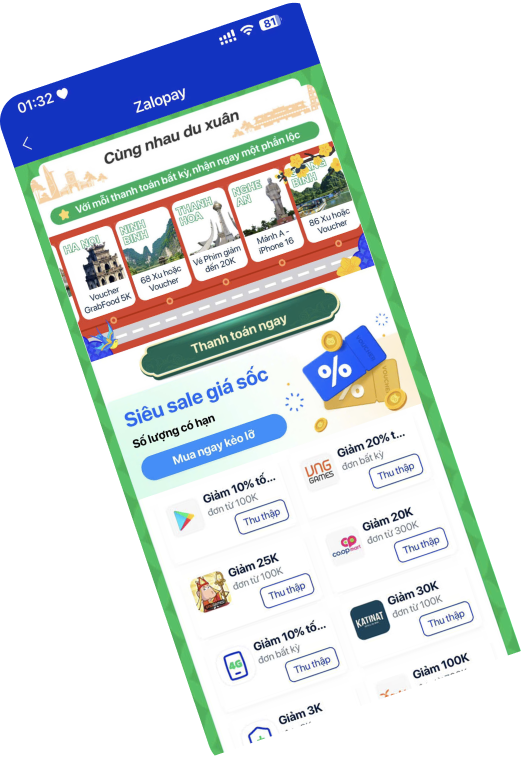 01:32
81
Zalopay
Cùng nhau du xuân
Với mỗi thanh toán bất kỳ, nhận ngay một phần lộc
HÀ NỘI
Voucher
GrabFood 5K
NINH
BÌNH
68 Xu hoặc
Voucher
THANH
HOÁ
Vé Phim giảm
đến 20K
NGHỆ
AN
Mảnh A -
iPhone 16
BÌNH
86 Xu hoặc
Voucher
Thanh toán ngay
Siêu sale giá sốc
Số lượng có hạn
Mua ngay kẻo lỡ
%
%
VOUCHER
VOUCHER
Giảm 10% tố...
đơn từ 100K
Thu thập
VNG
GAMES
Giảm 20% t...
đơn bất kỳ
Thu thập
Giảm 25K
đơn từ 100K
Thu thập
co.opmart
Giảm 20K
đơn từ 300K
Thu thập
4G
Giảm 10% tố...
đơn bất kỳ
Thu thập
KATINAT
Giảm 30K
đơn từ 100K
Thu thập
Giảm 3K
Giảm 100K